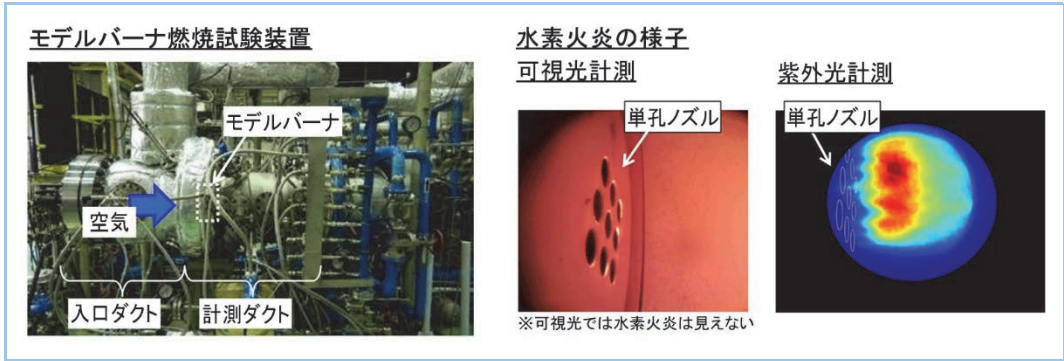 モデルバーナ燃焼試験装置
モデルバーナ
空気
入口ダクト
計測ダクト
水素火炎の様子
可視光計測
単孔ノズル
※可視光では水素火炎は見えない
紫外光計測
単孔ノズル